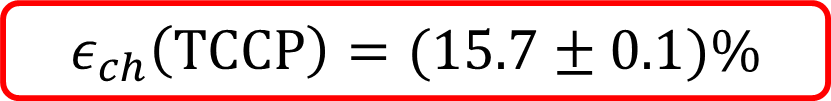 ϵ_ch(TCCP) = (15.7 ± 0.1)%